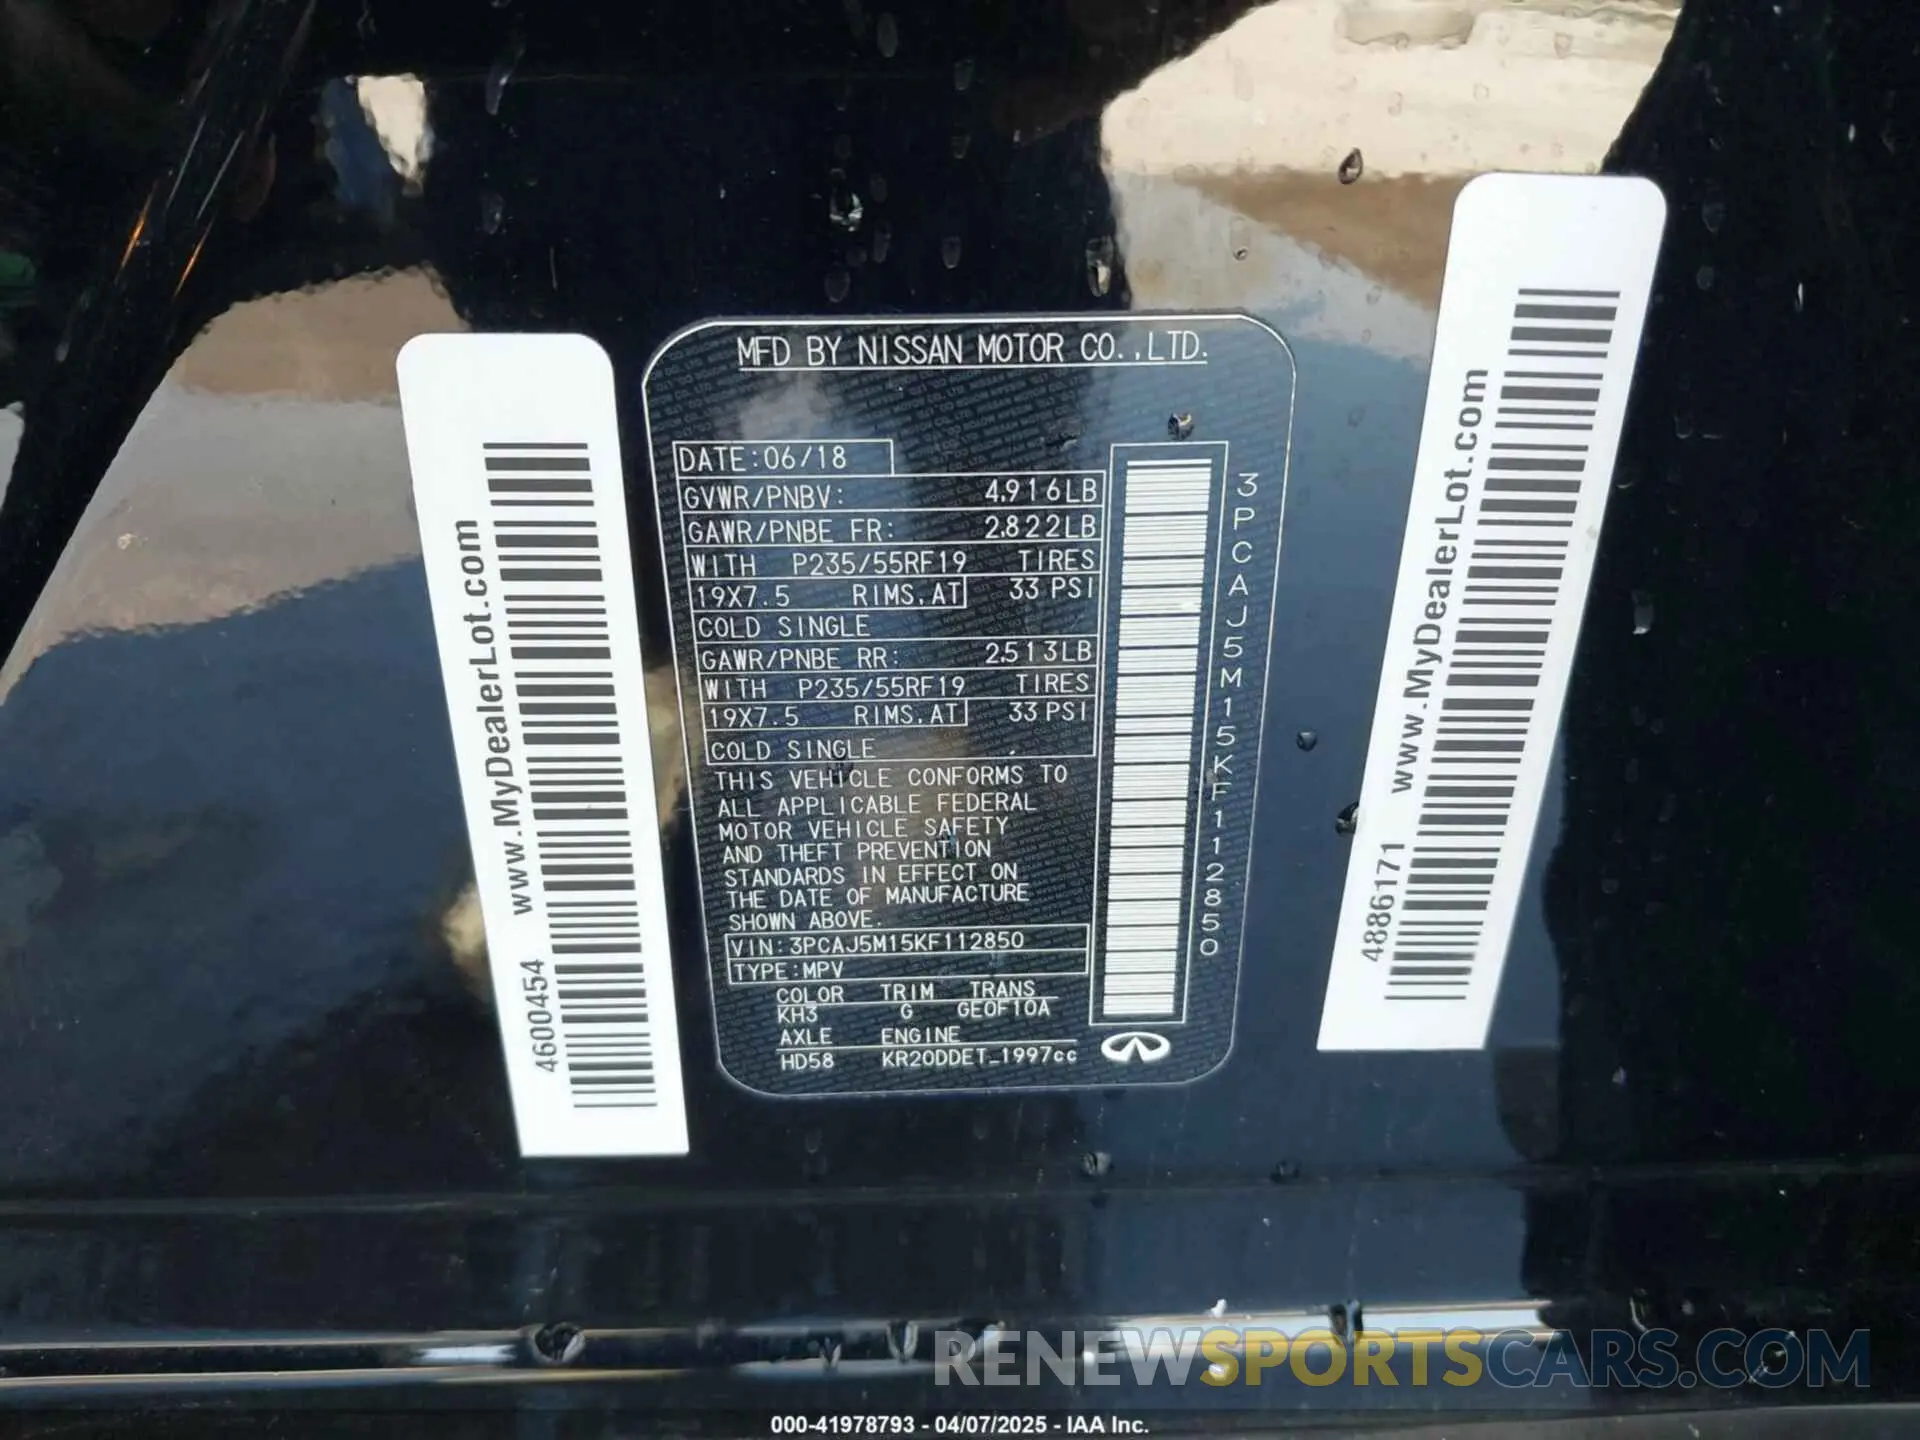 MFD BY NISSAN MOTOR CO.,LTD.
DATE:06/18
GVWR/PNBV: 4,916LB
GAWR/PNBE FR: 2,822LB
WITH P235/55RF19 TIRES
19X7.5 RIMS,AT 33 PSI
COLD SINGLE
GAWR/PNBE RR: 2,513LB
WITH P235/55RF19 TIRES
19X7.5 RIMS,AT 33 PSI
COLD SINGLE
THIS VEHICLE CONFORMS TO
ALL APPLICABLE FEDERAL
MOTOR VEHICLE SAFETY
AND THEFT PREVENTION
STANDARDS IN EFFECT ON
THE DATE OF MANUFACTURE
SHOWN ABOVE.
VIN:3PCAJ5M15KF112850
TYPE:MPV
COLOR TRIM TRANS
KH3 G GE0F10A
AXLE ENGINE
HD58 KR20DDET_1997cc
3PCAJ5M15KF112850
4600454 www.MyDealerLot.com
4886171 www.MyDealerLot.com
RENEWSPORTSCARS.COM
000-41978793 - 04/07/2025 - IAA Inc.